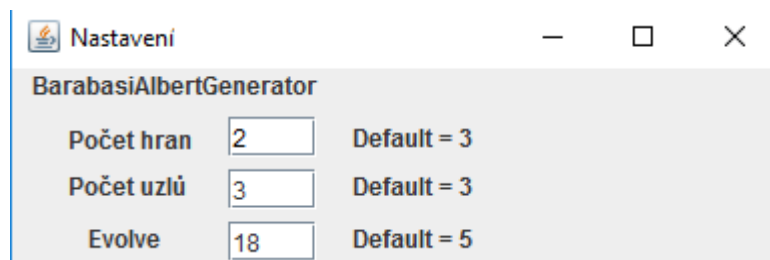 Nastavení
BarabasiAlbertGenerator
Počet hran 2 Default = 3
Počet uzlů 3 Default = 3
Evolve 18 Default = 5